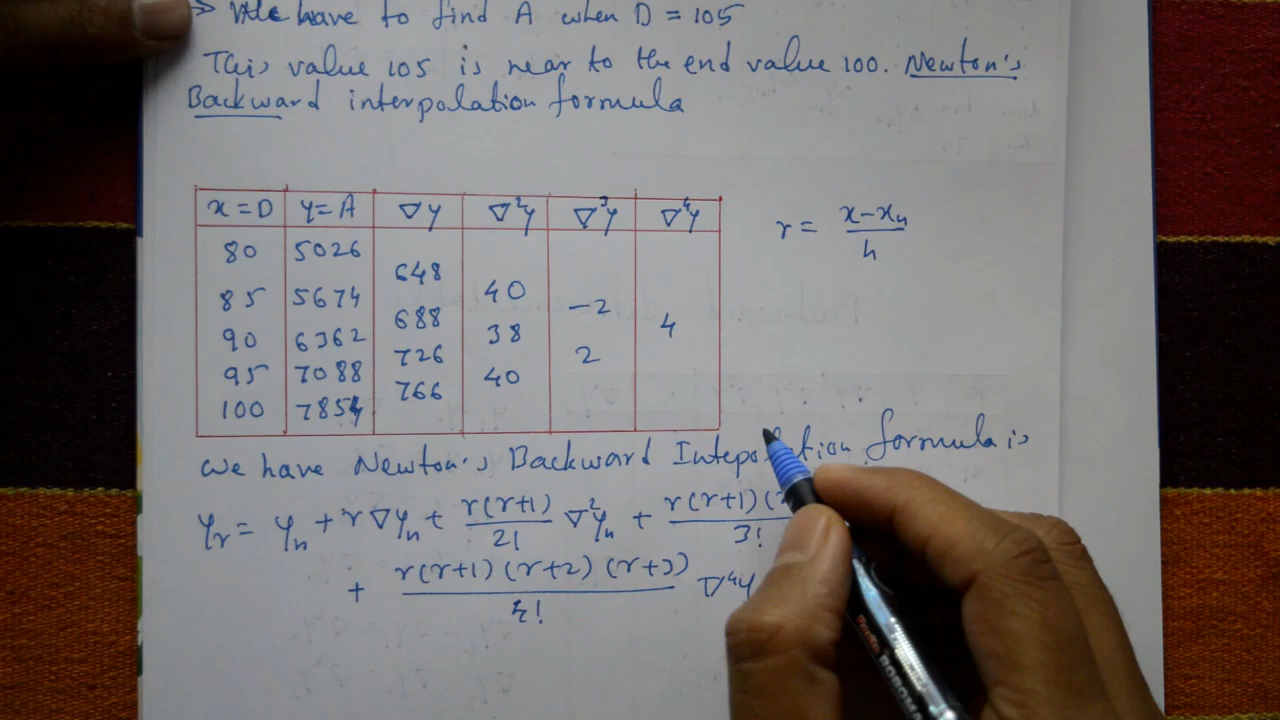 → We have to find A when D = 105
This value 105 is near to the end value 100. Newton's
Backward interpolation formula
x = D y = A ∇y ∇²y ∇³y ∇⁴y
r = (x - xₙ)/h
80 5026
648
85 5674 40
688 -2
90 6362 38 4
726 2
95 7088 40
766
100 7854
We have Newton's Backward Intepolation formula is
yᵣ = yₙ + r∇yₙ + r(r+1)/2! ∇²yₙ + r(r+1)(
3!
+ r(r+1)(r+2)(r+3)/4! ∇⁴y